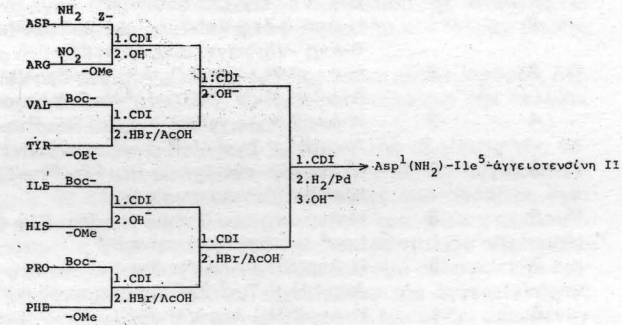 NH2 Z-
ASP
1.CDI
2.OH-
NO2
ARG
-OMe
1.CDI
2.OH-
VAL
Boc-
1.CDI
2.HBr/AcOH
TYR
-OEt
1.CDI
2.H2/Pd
3.OH-
Asp1(NH2)-Ile5-ἀγγειοτενσίνη II
ILE
Boc-
1.CDI
2.OH-
HIS
-OMe
1.CDI
2.HBr/AcOH
PRO
Boc-
1.CDI
2.HBr/AcOH
PHE
-OMe